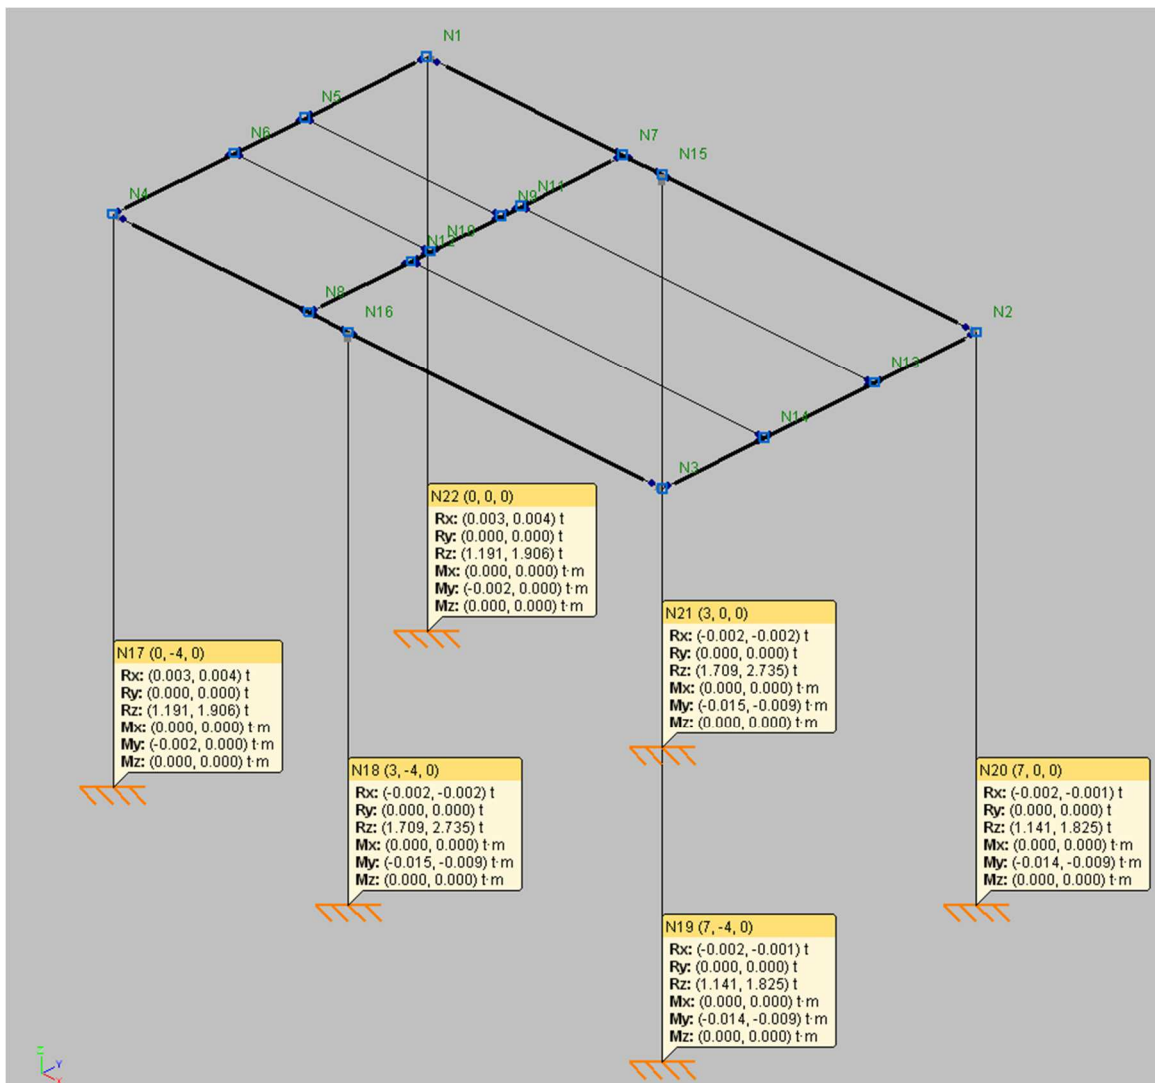 N1
N5
N7
N6
N15
N11
N9
N4
N10
N12
N8
N16
N2
N13
N14
N3
N22 (0, 0, 0)
Rx: (0.003, 0.004) t
Ry: (0.000, 0.000) t
Rz: (1.191, 1.906) t
Mx: (0.000, 0.000) t·m
My: (-0.002, 0.000) t·m
Mz: (0.000, 0.000) t·m
N21 (3, 0, 0)
Rx: (-0.002, -0.002) t
Ry: (0.000, 0.000) t
Rz: (1.709, 2.735) t
Mx: (0.000, 0.000) t·m
My: (-0.015, -0.009) t·m
Mz: (0.000, 0.000) t·m
N17 (0, -4, 0)
Rx: (0.003, 0.004) t
Ry: (0.000, 0.000) t
Rz: (1.191, 1.906) t
Mx: (0.000, 0.000) t·m
My: (-0.002, 0.000) t·m
Mz: (0.000, 0.000) t·m
N18 (3, -4, 0)
Rx: (-0.002, -0.002) t
Ry: (0.000, 0.000) t
Rz: (1.709, 2.735) t
Mx: (0.000, 0.000) t·m
My: (-0.015, -0.009) t·m
Mz: (0.000, 0.000) t·m
N20 (7, 0, 0)
Rx: (-0.002, -0.001) t
Ry: (0.000, 0.000) t
Rz: (1.141, 1.825) t
Mx: (0.000, 0.000) t·m
My: (-0.014, -0.009) t·m
Mz: (0.000, 0.000) t·m
N19 (7, -4, 0)
Rx: (-0.002, -0.001) t
Ry: (0.000, 0.000) t
Rz: (1.141, 1.825) t
Mx: (0.000, 0.000) t·m
My: (-0.014, -0.009) t·m
Mz: (0.000, 0.000) t·m
Z
Y
X